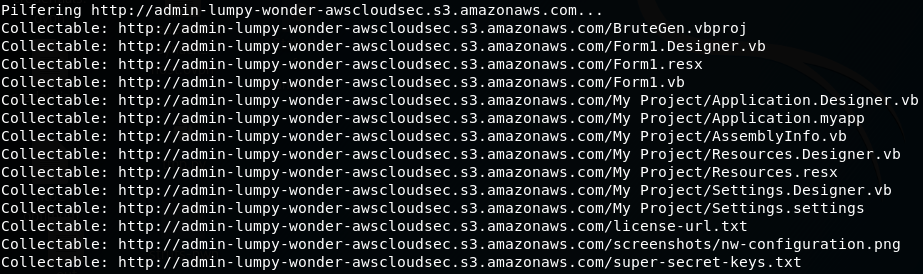 Pilfering http://admin-lumpy-wonder-awscloudsec.s3.amazonaws.com...
Collectable: http://admin-lumpy-wonder-awscloudsec.s3.amazonaws.com/BruteGen.vbproj
Collectable: http://admin-lumpy-wonder-awscloudsec.s3.amazonaws.com/Form1.Designer.vb
Collectable: http://admin-lumpy-wonder-awscloudsec.s3.amazonaws.com/Form1.resx
Collectable: http://admin-lumpy-wonder-awscloudsec.s3.amazonaws.com/Form1.vb
Collectable: http://admin-lumpy-wonder-awscloudsec.s3.amazonaws.com/My Project/Application.Designer.vb
Collectable: http://admin-lumpy-wonder-awscloudsec.s3.amazonaws.com/My Project/Application.myapp
Collectable: http://admin-lumpy-wonder-awscloudsec.s3.amazonaws.com/My Project/AssemblyInfo.vb
Collectable: http://admin-lumpy-wonder-awscloudsec.s3.amazonaws.com/My Project/Resources.Designer.vb
Collectable: http://admin-lumpy-wonder-awscloudsec.s3.amazonaws.com/My Project/Resources.resx
Collectable: http://admin-lumpy-wonder-awscloudsec.s3.amazonaws.com/My Project/Settings.Designer.vb
Collectable: http://admin-lumpy-wonder-awscloudsec.s3.amazonaws.com/My Project/Settings.settings
Collectable: http://admin-lumpy-wonder-awscloudsec.s3.amazonaws.com/license-url.txt
Collectable: http://admin-lumpy-wonder-awscloudsec.s3.amazonaws.com/screenshots/nw-configuration.png
Collectable: http://admin-lumpy-wonder-awscloudsec.s3.amazonaws.com/super-secret-keys.txt